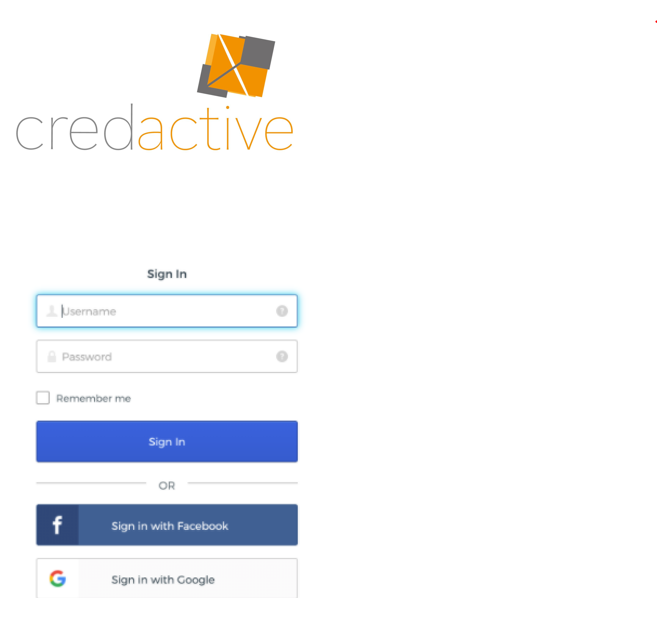 credactive
Sign In
Username
Password
Remember me
Sign In
OR
f Sign in with Facebook
G Sign in with Google